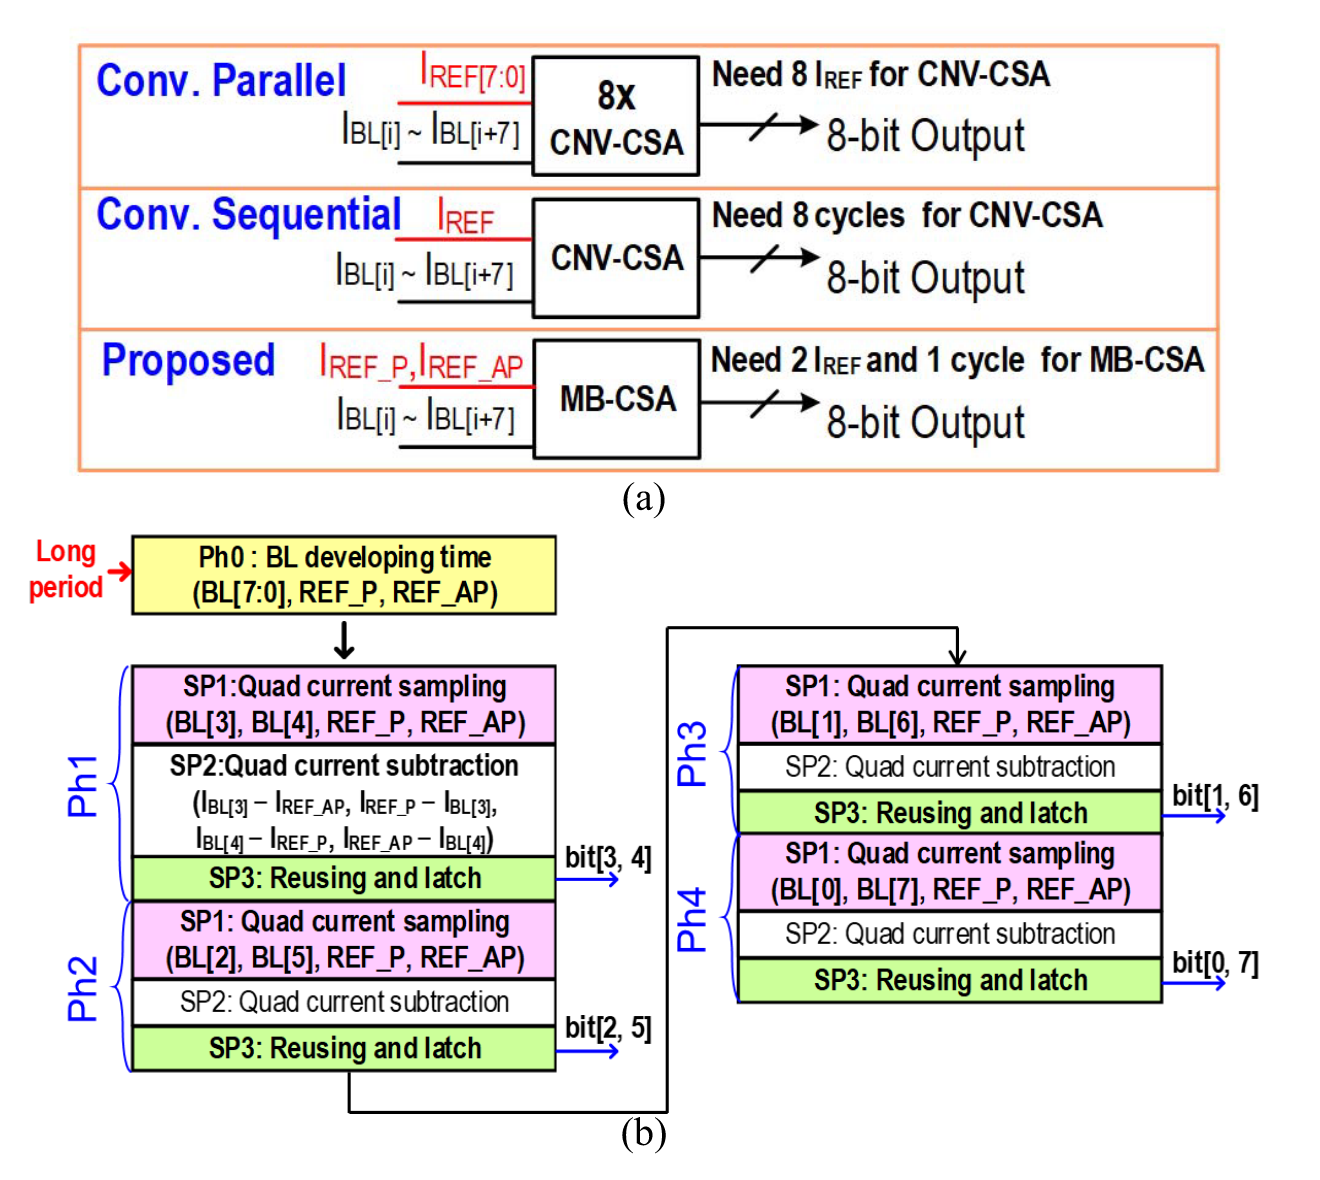 Conv. Parallel
IREF[7:0]
IBL[i] ~ IBL[i+7]
8x
CNV-CSA
Need 8 IREF for CNV-CSA
8-bit Output
Conv. Sequential
IREF
IBL[i] ~ IBL[i+7]
CNV-CSA
Need 8 cycles for CNV-CSA
8-bit Output
Proposed
IREF_P,IREF_AP
IBL[i] ~ IBL[i+7]
MB-CSA
Need 2 IREF and 1 cycle for MB-CSA
8-bit Output
(a)
Long
period
Ph0 : BL developing time
(BL[7:0], REF_P, REF_AP)
Ph1
SP1:Quad current sampling
(BL[3], BL[4], REF_P, REF_AP)
SP2:Quad current subtraction
(IBL[3] – IREF_AP, IREF_P – IBL[3],
IBL[4] – IREF_P, IREF_AP – IBL[4])
SP3: Reusing and latch
bit[3, 4]
Ph2
SP1: Quad current sampling
(BL[2], BL[5], REF_P, REF_AP)
SP2: Quad current subtraction
SP3: Reusing and latch
bit[2, 5]
Ph3
SP1: Quad current sampling
(BL[1], BL[6], REF_P, REF_AP)
SP2: Quad current subtraction
SP3: Reusing and latch
bit[1, 6]
Ph4
SP1: Quad current sampling
(BL[0], BL[7], REF_P, REF_AP)
SP2: Quad current subtraction
SP3: Reusing and latch
bit[0, 7]
(b)